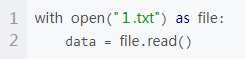 1 with open("1.txt") as file:
2     data = file.read()